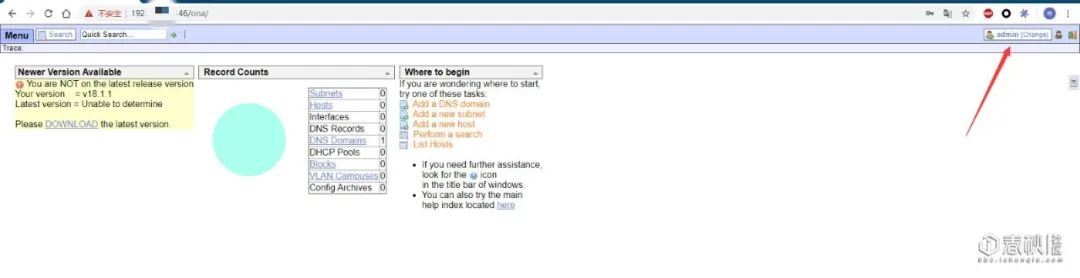 不安全 192. .46/ona/
Menu Search Quick Search... admin [Change]
Trace:
Newer Version Available
You are NOT on the latest release version
Your version = v18.1.1
Latest version = Unable to determine
Please DOWNLOAD the latest version.
Record Counts
Subnets 0
Hosts 0
Interfaces 0
DNS Records 0
DNS Domains 1
DHCP Pools 0
Blocks 0
VLAN Campuses 0
Config Archives 0
Where to begin
If you are wondering where to start,
try one of these tasks:
Add a DNS domain
Add a new subnet
Add a new host
Perform a search
List Hosts
• If you need further assistance,
look for the icon
in the title bar of windows.
• You can also try the main
help index located here
春秋
bbs.ichunqiu.com